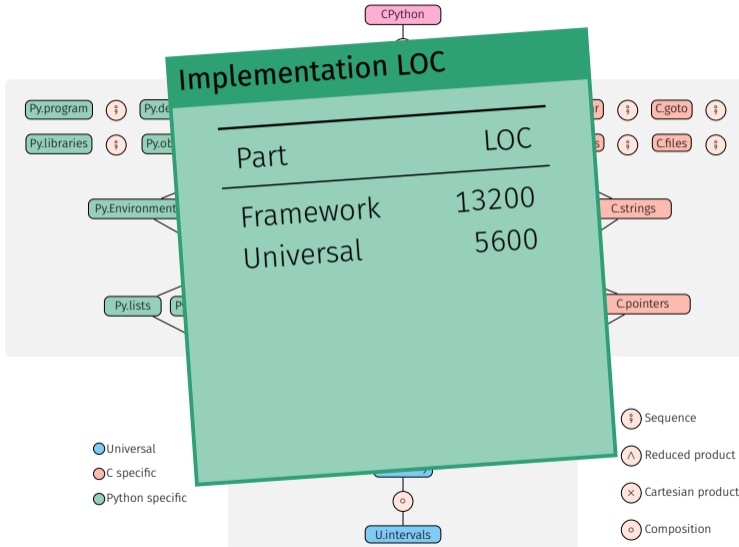 CPython
Implementation LOC
Part LOC
Framework 13200
Universal 5600
Py.program
C.goto
Py.libraries
C.files
Py.Environment
C.strings
Py.lists
C.pointers
Universal
C specific
Python specific
Sequence
Reduced product
Cartesian product
Composition
U.intervals